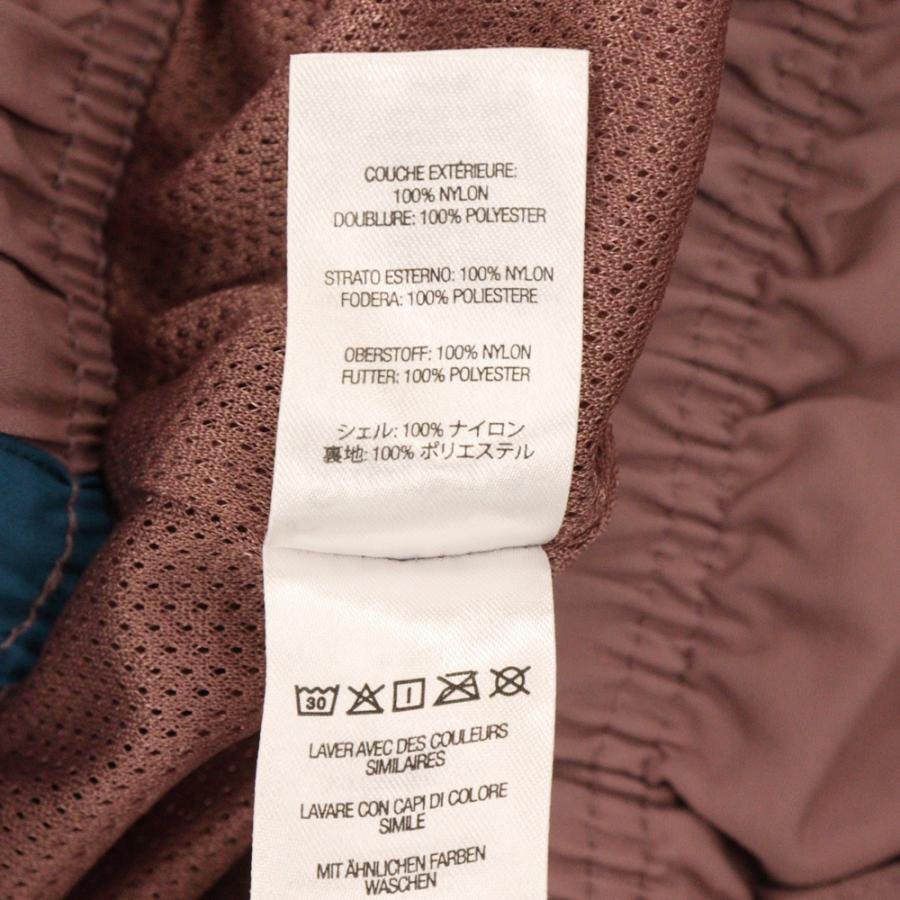 COUCHE EXTÉRIEURE:
100% NYLON
DOUBLURE: 100% POLYESTER
STRATO ESTERNO: 100% NYLON
FODERA: 100% POLIESTERE
OBERSTOFF: 100% NYLON
FUTTER: 100% POLYESTER
シェル: 100% ナイロン
裏地: 100% ポリエステル
30
LAVER AVEC DES COULEURS
SIMILAIRES
LAVARE CON CAPI DI COLORE
SIMILE
MIT ÄHNLICHEN FARBEN
WASCHEN